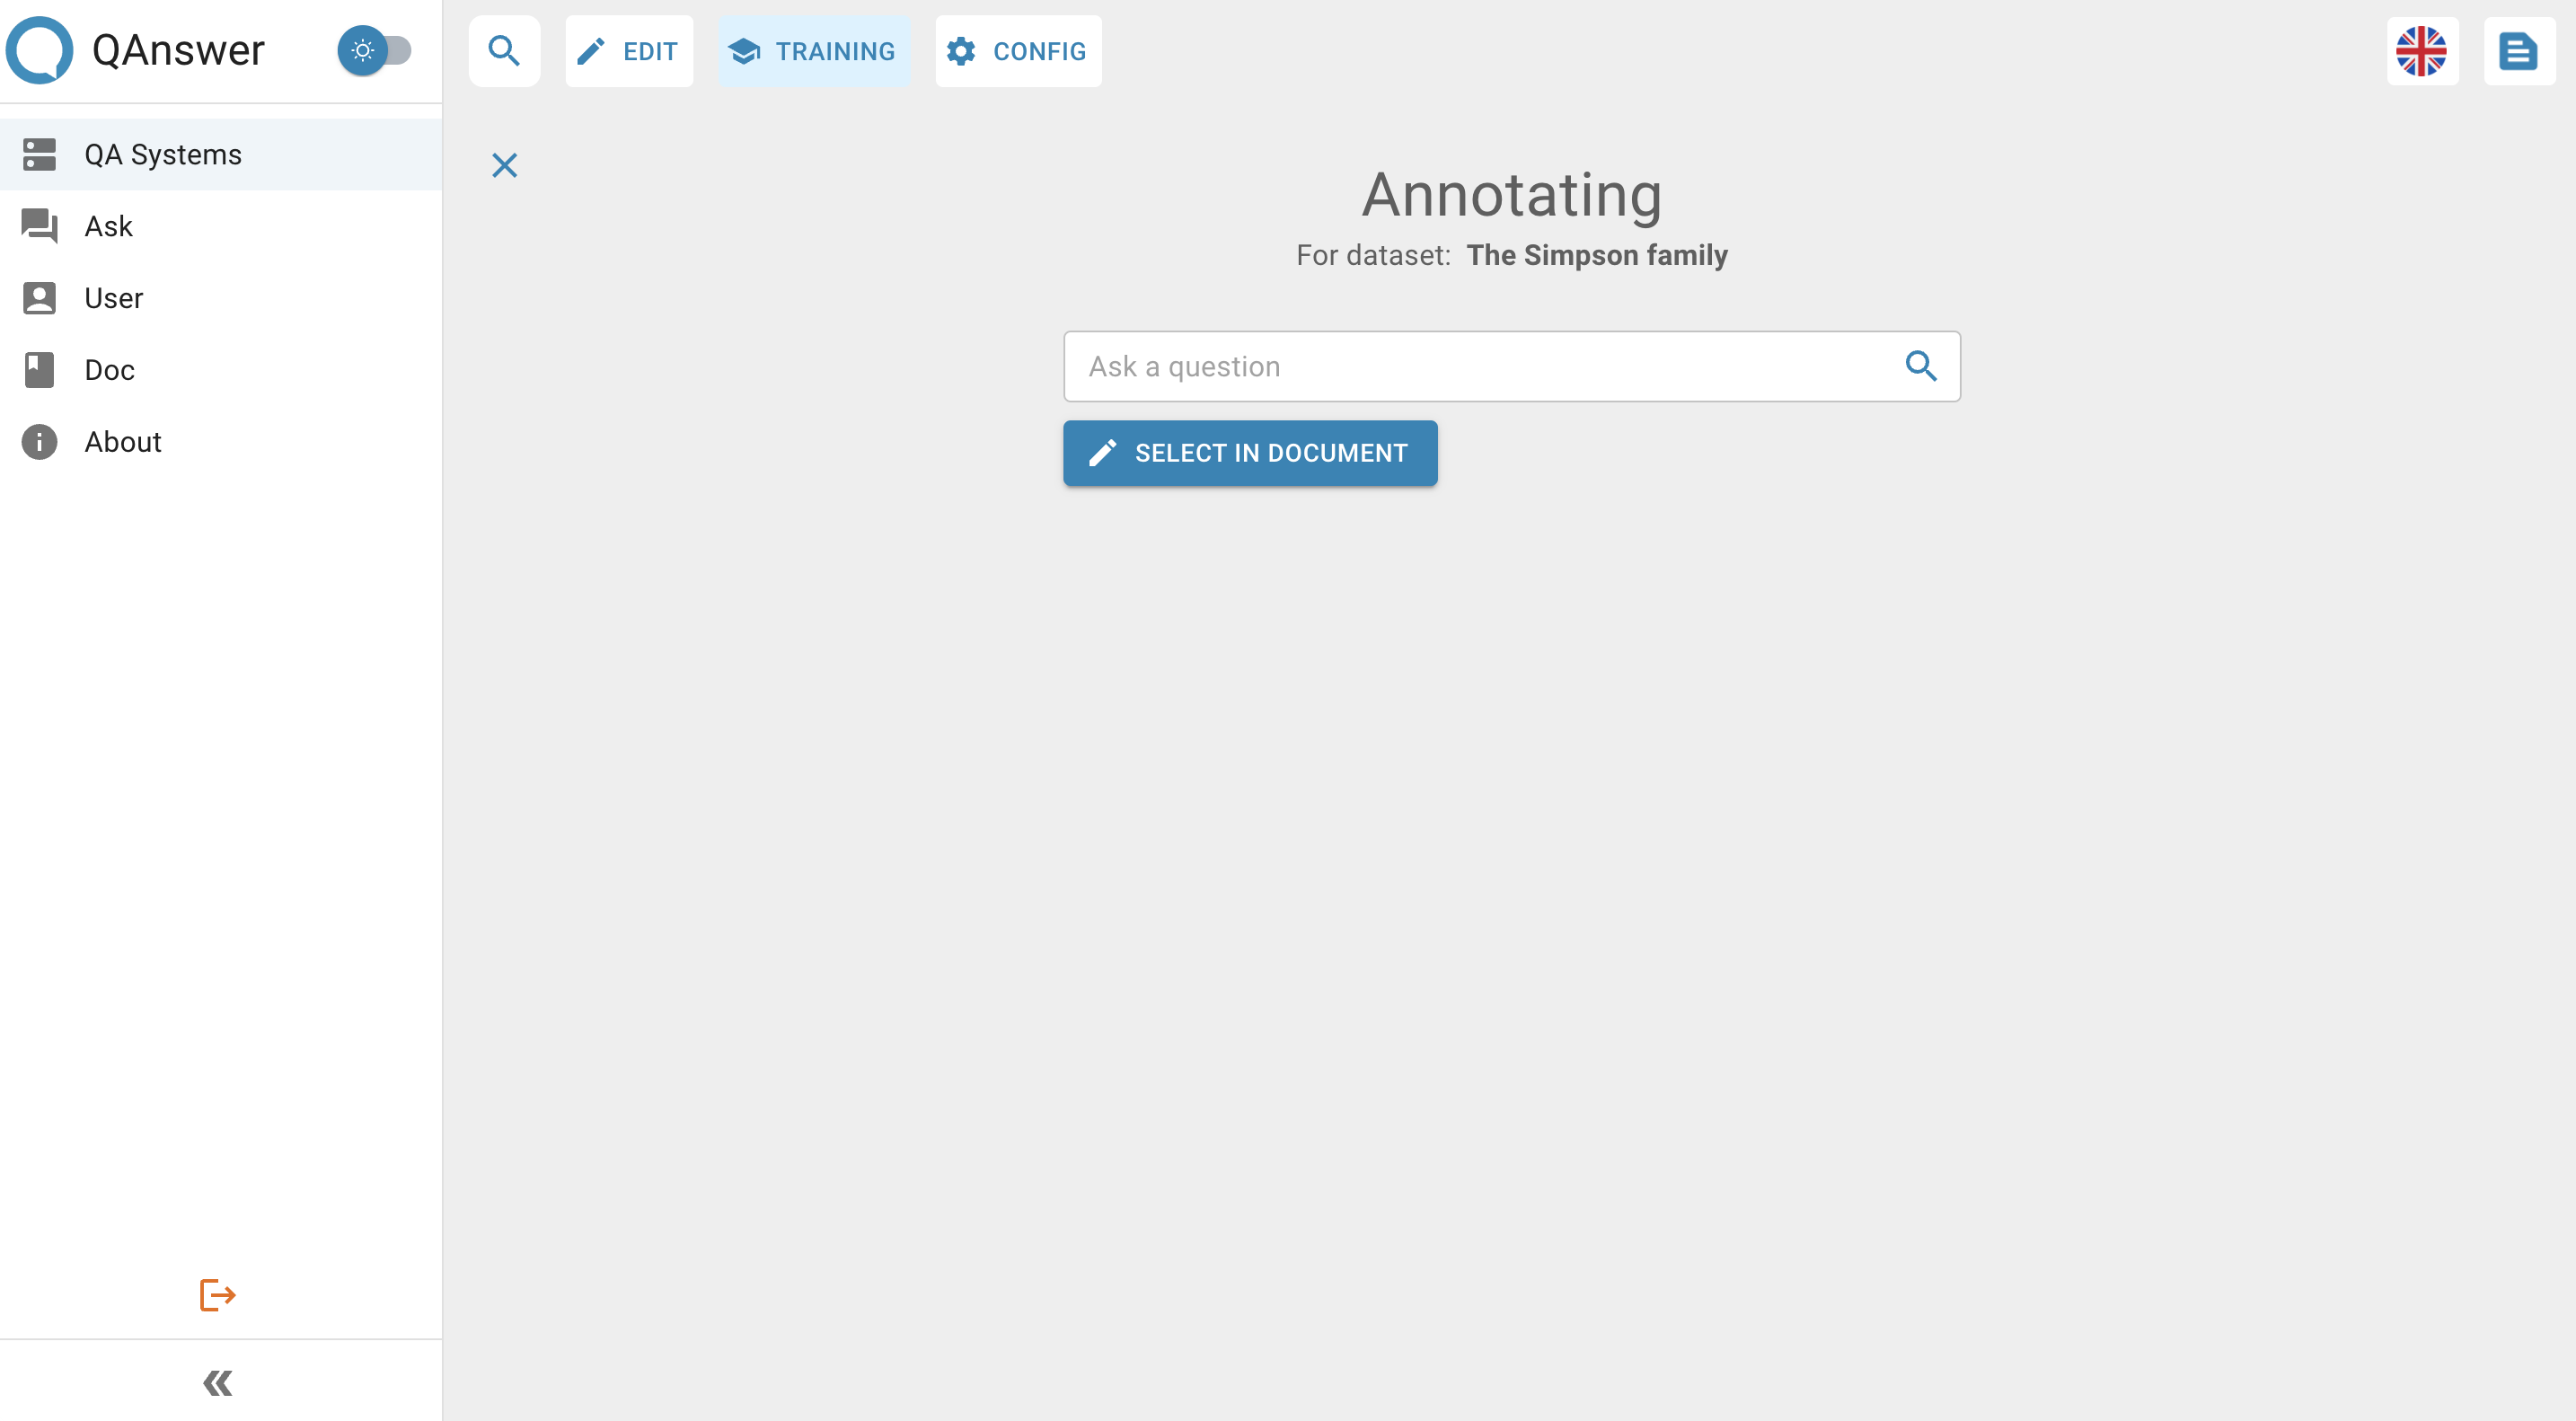 QAnswer
QA Systems
Ask
User
Doc
About
EDIT
TRAINING
CONFIG
Annotating
For dataset: The Simpson family
Ask a question
SELECT IN DOCUMENT